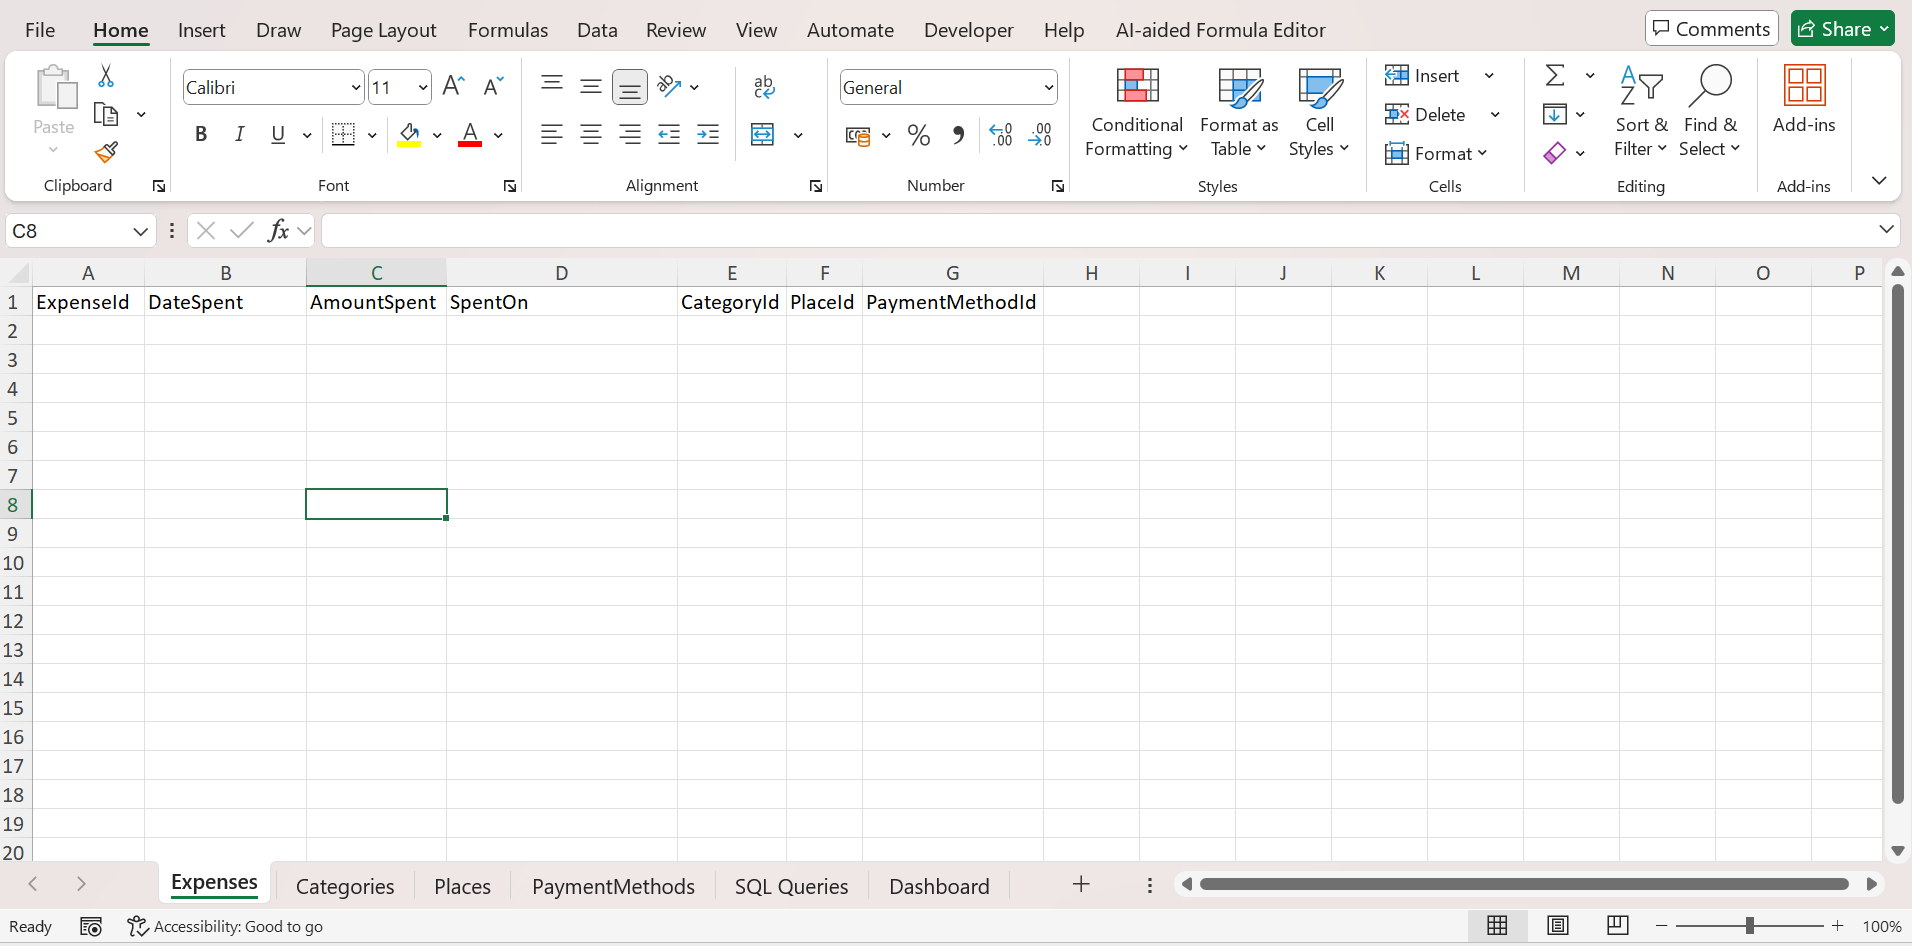 File Home Insert Draw Page Layout Formulas Data Review View Automate Developer Help AI-aided Formula Editor Comments Share
Paste
Clipboard
Calibri 11
B I U A
Font
ab
Alignment
General
% .00
Number
Conditional Formatting
Format as Table
Cell Styles
Styles
Insert
Delete
Format
Cells
Sort & Filter
Find & Select
Editing
Add-ins
Add-ins
C8 fx
A B C D E F G H I J K L M N O P
1 ExpenseId DateSpent AmountSpent SpentOn CategoryId PlaceId PaymentMethodId
2
3
4
5
6
7
8
9
10
11
12
13
14
15
16
17
18
19
20
Expenses Categories Places PaymentMethods SQL Queries Dashboard
Ready Accessibility: Good to go 100%